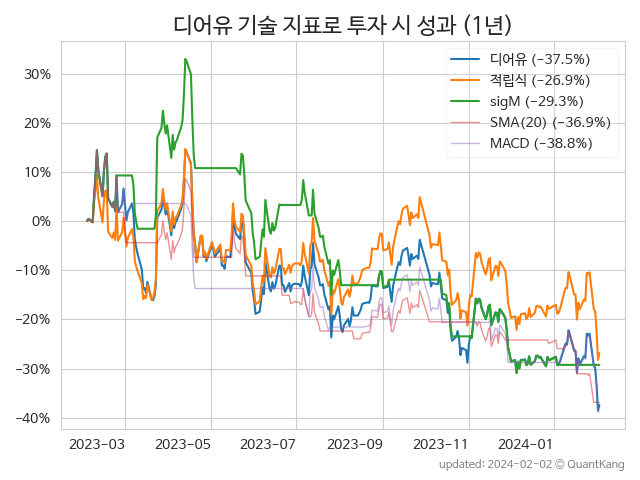 디어유 기술 지표로 투자 시 성과 (1년)
디어유 (−37.5%)
적립식 (−26.9%)
sigM (−29.3%)
SMA(20) (−36.9%)
MACD (−38.8%)
30%
20%
10%
0%
−10%
−20%
−30%
−40%
2023-03 2023-05 2023-07 2023-09 2023-11 2024-01
updated: 2024-02-02 © QuantKang